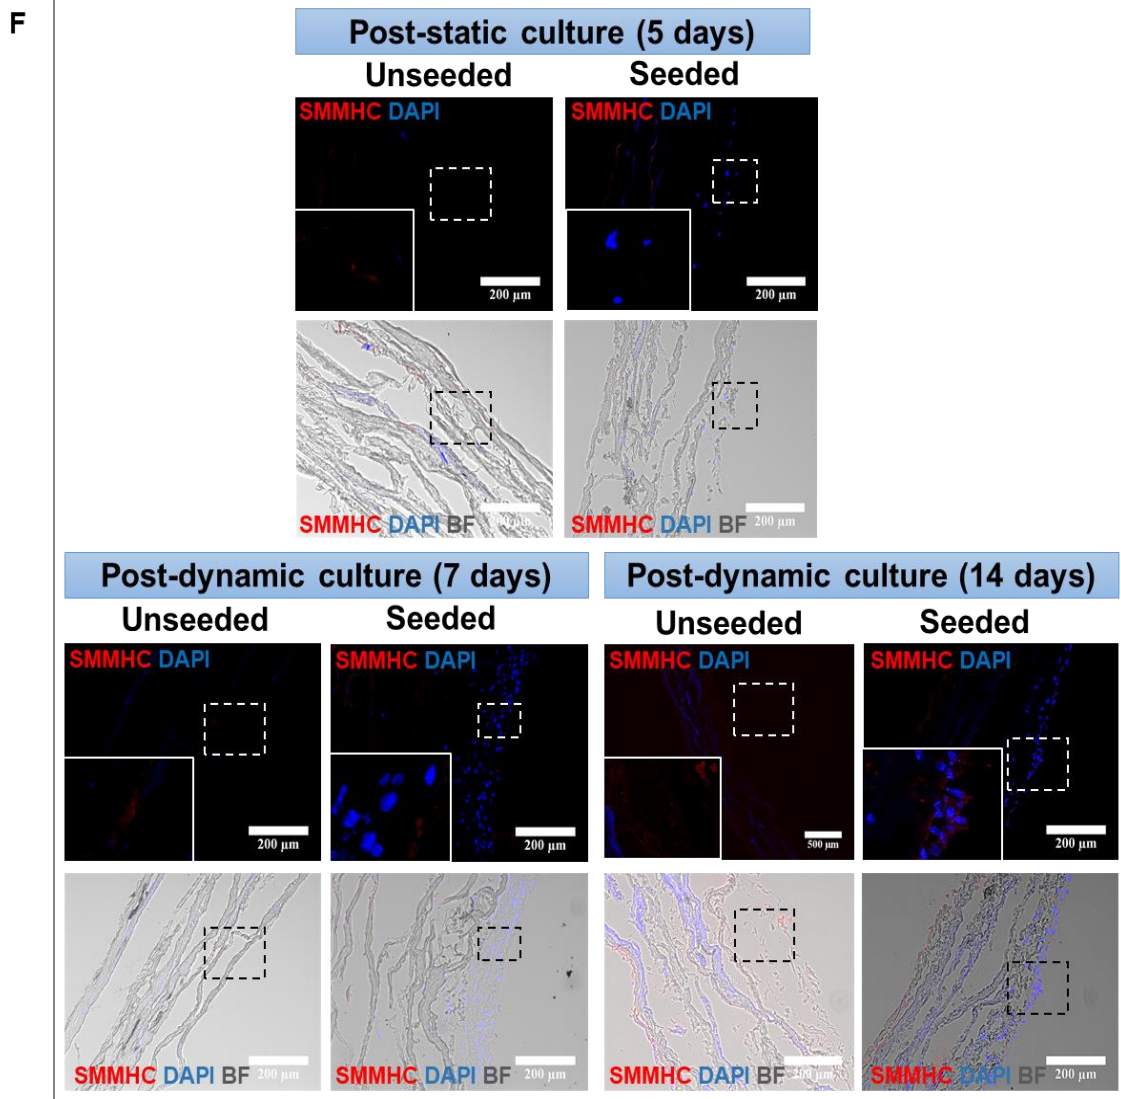 F
Post-static culture (5 days)
Unseeded Seeded
SMMHC DAPI SMMHC DAPI
200 µm 200 µm
SMMHC DAPI BF SMMHC DAPI BF 200 µm
Post-dynamic culture (7 days) Post-dynamic culture (14 days)
Unseeded Seeded Unseeded Seeded
SMMHC DAPI SMMHC DAPI SMMHC DAPI SMMHC DAPI
200 µm 200 µm 500 µm 200 µm
SMMHC DAPI BF 200 µm SMMHC DAPI BF 200 µm SMMHC DAPI BF 200 µm SMMHC DAPI BF 200 µm